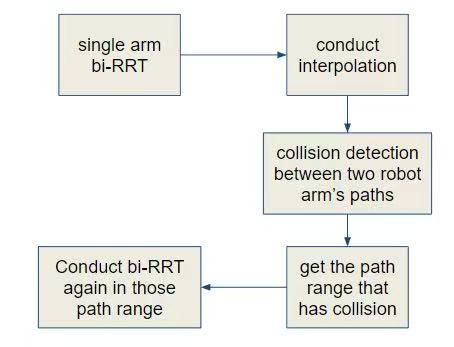 single arm
bi-RRT
conduct
interpolation
collision detection
between two robot
arm's paths
get the path
range that
has collision
Conduct bi-RRT
again in those
path range